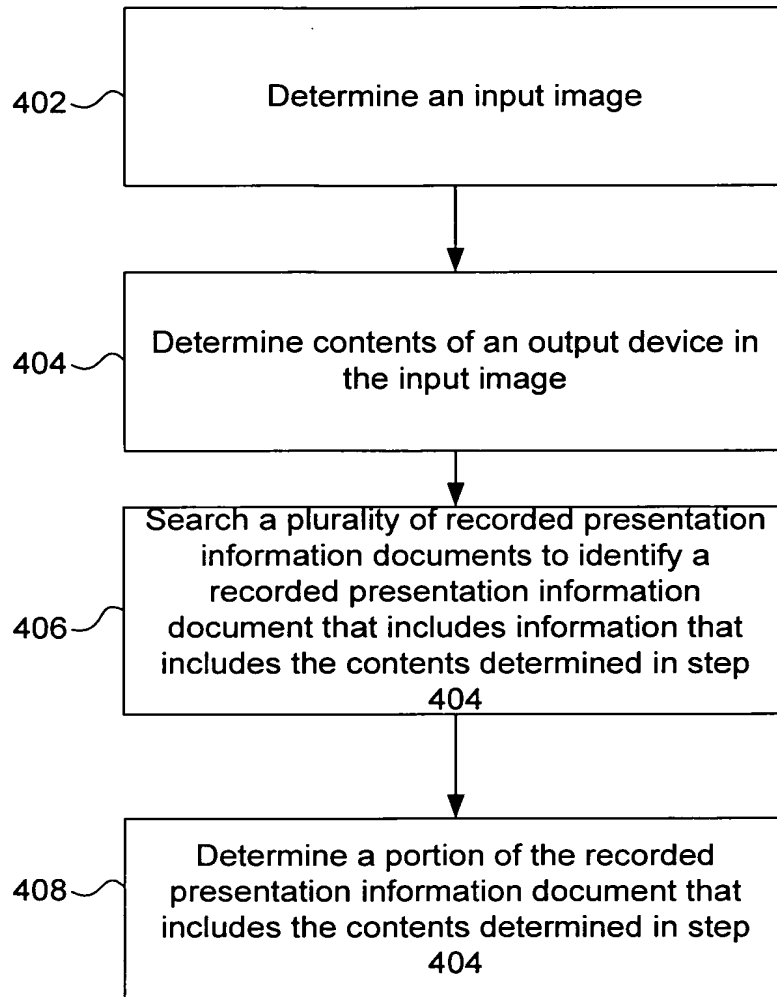 402
Determine an input image
404
Determine contents of an output device in
the input image
406
Search a plurality of recorded presentation
information documents to identify a
recorded presentation information
document that includes information that
includes the contents determined in step
404
408
Determine a portion of the recorded
presentation information document that
includes the contents determined in step
404